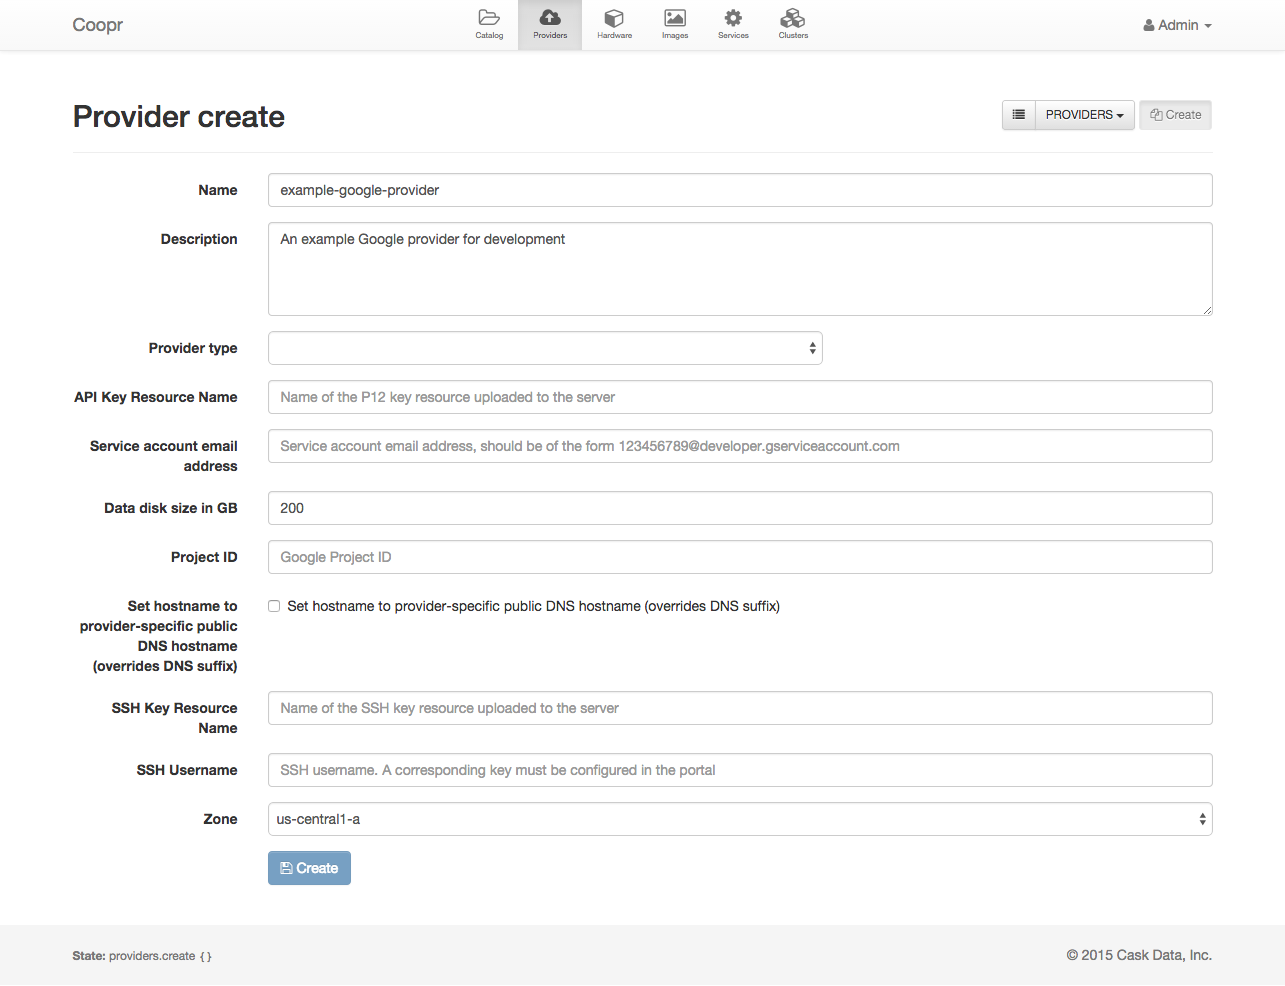 Coopr
Catalog
Providers
Hardware
Images
Services
Clusters
Admin
Provider create
PROVIDERS
Create
Name
example-google-provider
Description
An example Google provider for development
Provider type
API Key Resource Name
Name of the P12 key resource uploaded to the server
Service account email
address
Service account email address, should be of the form 123456789@developer.gserviceaccount.com
Data disk size in GB
200
Project ID
Google Project ID
Set hostname to
provider-specific public
DNS hostname
(overrides DNS suffix)
Set hostname to provider-specific public DNS hostname (overrides DNS suffix)
SSH Key Resource
Name
Name of the SSH key resource uploaded to the server
SSH Username
SSH username. A corresponding key must be configured in the portal
Zone
us-central1-a
Create
State: providers.create {}
© 2015 Cask Data, Inc.